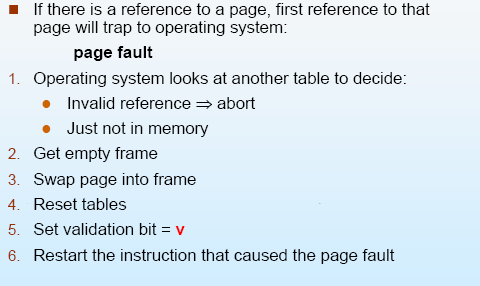 If there is a reference to a page, first reference to that
page will trap to operating system:
page fault
1. Operating system looks at another table to decide:
Invalid reference ⇒ abort
Just not in memory
2. Get empty frame
3. Swap page into frame
4. Reset tables
5. Set validation bit = v
6. Restart the instruction that caused the page fault